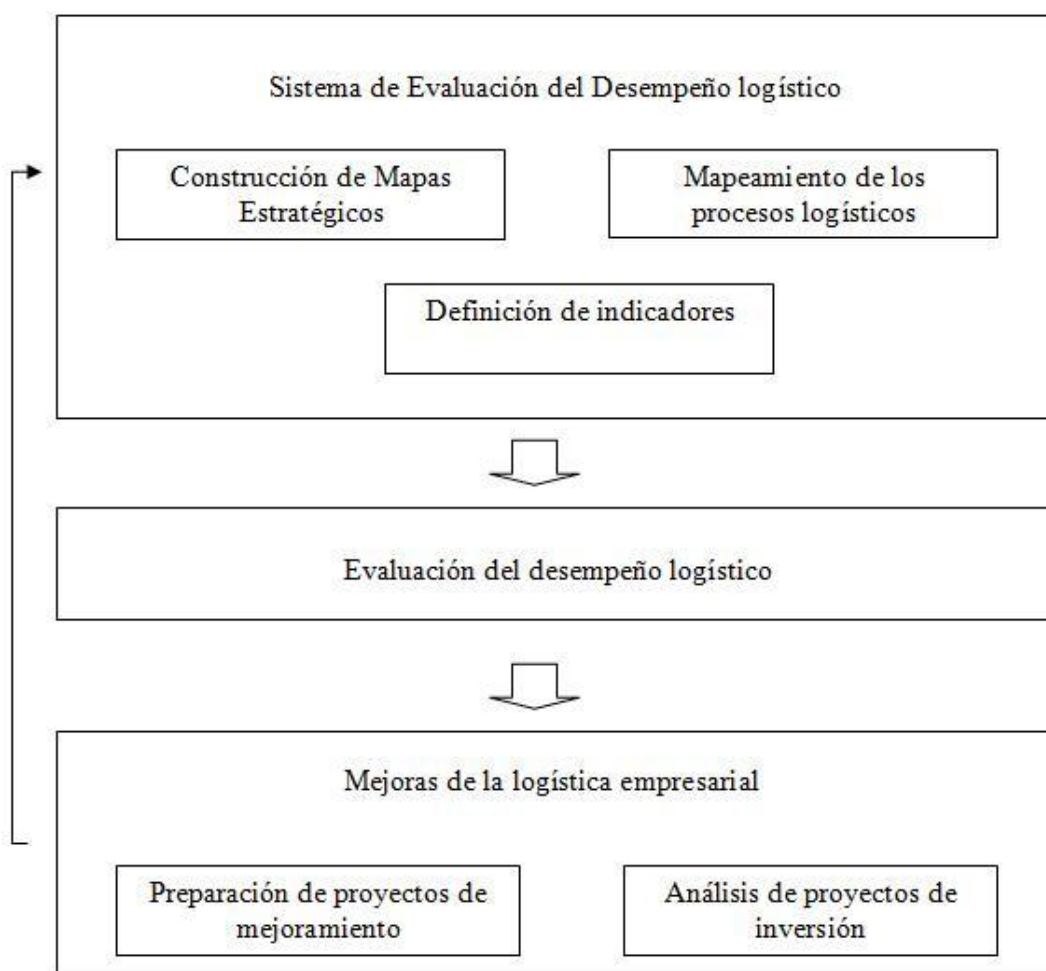 Sistema de Evaluación del Desempeño logístico
Construcción de Mapas
Estratégicos
Mapeamiento de los
procesos logísticos
Definición de indicadores
Evaluación del desempeño logístico
Mejoras de la logística empresarial
Preparación de proyectos de
mejoramiento
Análisis de proyectos de
inversión